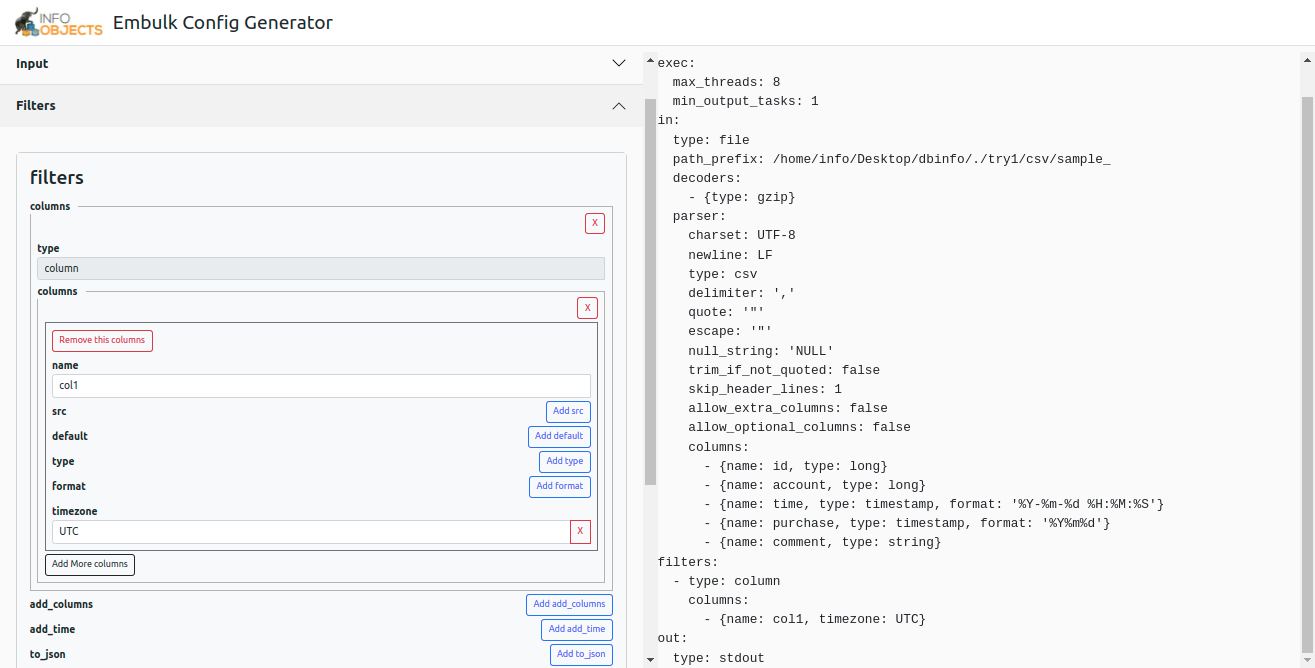 INFO
OBJECTS
Embulk Config Generator
Input
Filters
filters
columns
X
type
column
columns
X
Remove this columns
name
col1
src
Add src
default
Add default
type
Add type
format
Add format
timezone
UTC
X
Add More columns
add_columns
Add add_columns
add_time
Add add_time
to_json
Add to_json
exec:
  max_threads: 8
  min_output_tasks: 1
in:
  type: file
  path_prefix: /home/info/Desktop/dbinfo/./try1/csv/sample_
  decoders:
    - {type: gzip}
  parser:
    charset: UTF-8
    newline: LF
    type: csv
    delimiter: ','
    quote: '"'
    escape: '"'
    null_string: 'NULL'
    trim_if_not_quoted: false
    skip_header_lines: 1
    allow_extra_columns: false
    allow_optional_columns: false
    columns:
      - {name: id, type: long}
      - {name: account, type: long}
      - {name: time, type: timestamp, format: '%Y-%m-%d %H:%M:%S'}
      - {name: purchase, type: timestamp, format: '%Y%m%d'}
      - {name: comment, type: string}
filters:
  - type: column
    columns:
      - {name: col1, timezone: UTC}
out:
  type: stdout